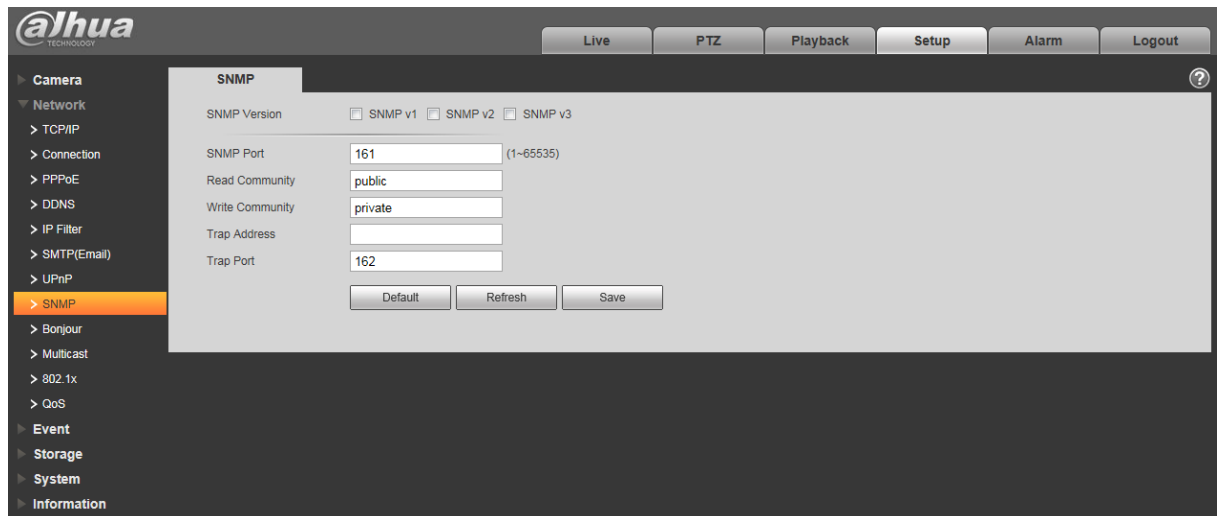 alhua
TECHNOLOGY
Live PTZ Playback Setup Alarm Logout
Camera
Network
> TCP/IP
> Connection
> PPPoE
> DDNS
> IP Filter
> SMTP(Email)
> UPnP
> SNMP
> Bonjour
> Multicast
> 802.1x
> QoS
Event
Storage
System
Information
SNMP
?
SNMP Version SNMP v1 SNMP v2 SNMP v3
SNMP Port 161 (1~65535)
Read Community public
Write Community private
Trap Address
Trap Port 162
Default Refresh Save